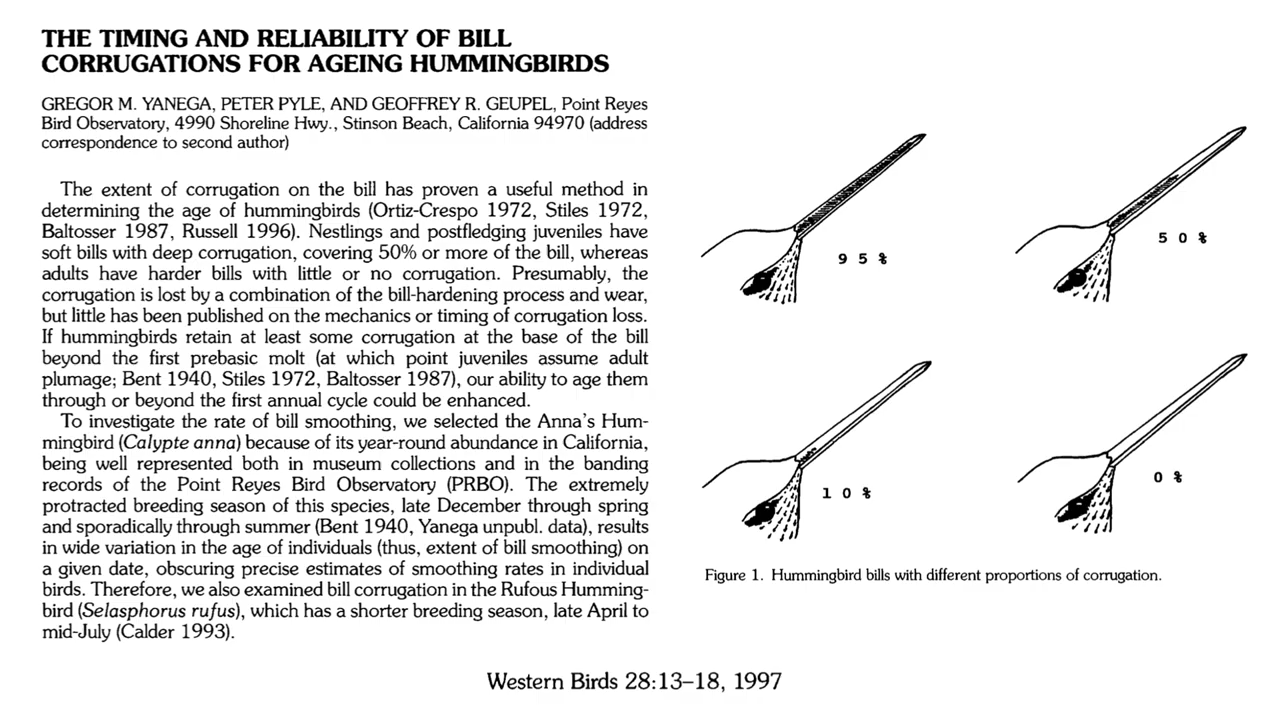 THE TIMING AND RELIABILITY OF BILL
CORRUGATIONS FOR AGEING HUMMINGBIRDS
GREGOR M. YANEGA, PETER PYLE, AND GEOFFREY R. GEUPEL, Point Reyes
Bird Observatory, 4990 Shoreline Hwy., Stinson Beach, California 94970 (address
correspondence to second author)
The extent of corrugation on the bill has proven a useful method in
determining the age of hummingbirds (Ortiz-Crespo 1972, Stiles 1972,
Baltosser 1987, Russell 1996). Nestlings and postfledging juveniles have
soft bills with deep corrugation, covering 50% or more of the bill, whereas
adults have harder bills with little or no corrugation. Presumably, the
corrugation is lost by a combination of the bill-hardening process and wear,
but little has been published on the mechanics or timing of corrugation loss.
If hummingbirds retain at least some corrugation at the base of the bill
beyond the first prebasic molt (at which point juveniles assume adult
plumage; Bent 1940, Stiles 1972, Baltosser 1987), our ability to age them
through or beyond the first annual cycle could be enhanced.
To investigate the rate of bill smoothing, we selected the Anna's Hum-
mingbird (Calypte anna) because of its year-round abundance in California,
being well represented both in museum collections and in the banding
records of the Point Reyes Bird Observatory (PRBO). The extremely
protracted breeding season of this species, late December through spring
and sporadically through summer (Bent 1940, Yanega unpubl. data), results
in wide variation in the age of individuals (thus, extent of bill smoothing) on
a given date, obscuring precise estimates of smoothing rates in individual
birds. Therefore, we also examined bill corrugation in the Rufous Humming-
bird (Selasphorus rufus), which has a shorter breeding season, late April to
mid-July (Calder 1993).
95%
50%
10%
0%
Figure 1. Hummingbird bills with different proportions of corrugation.
Western Birds 28:13–18, 1997